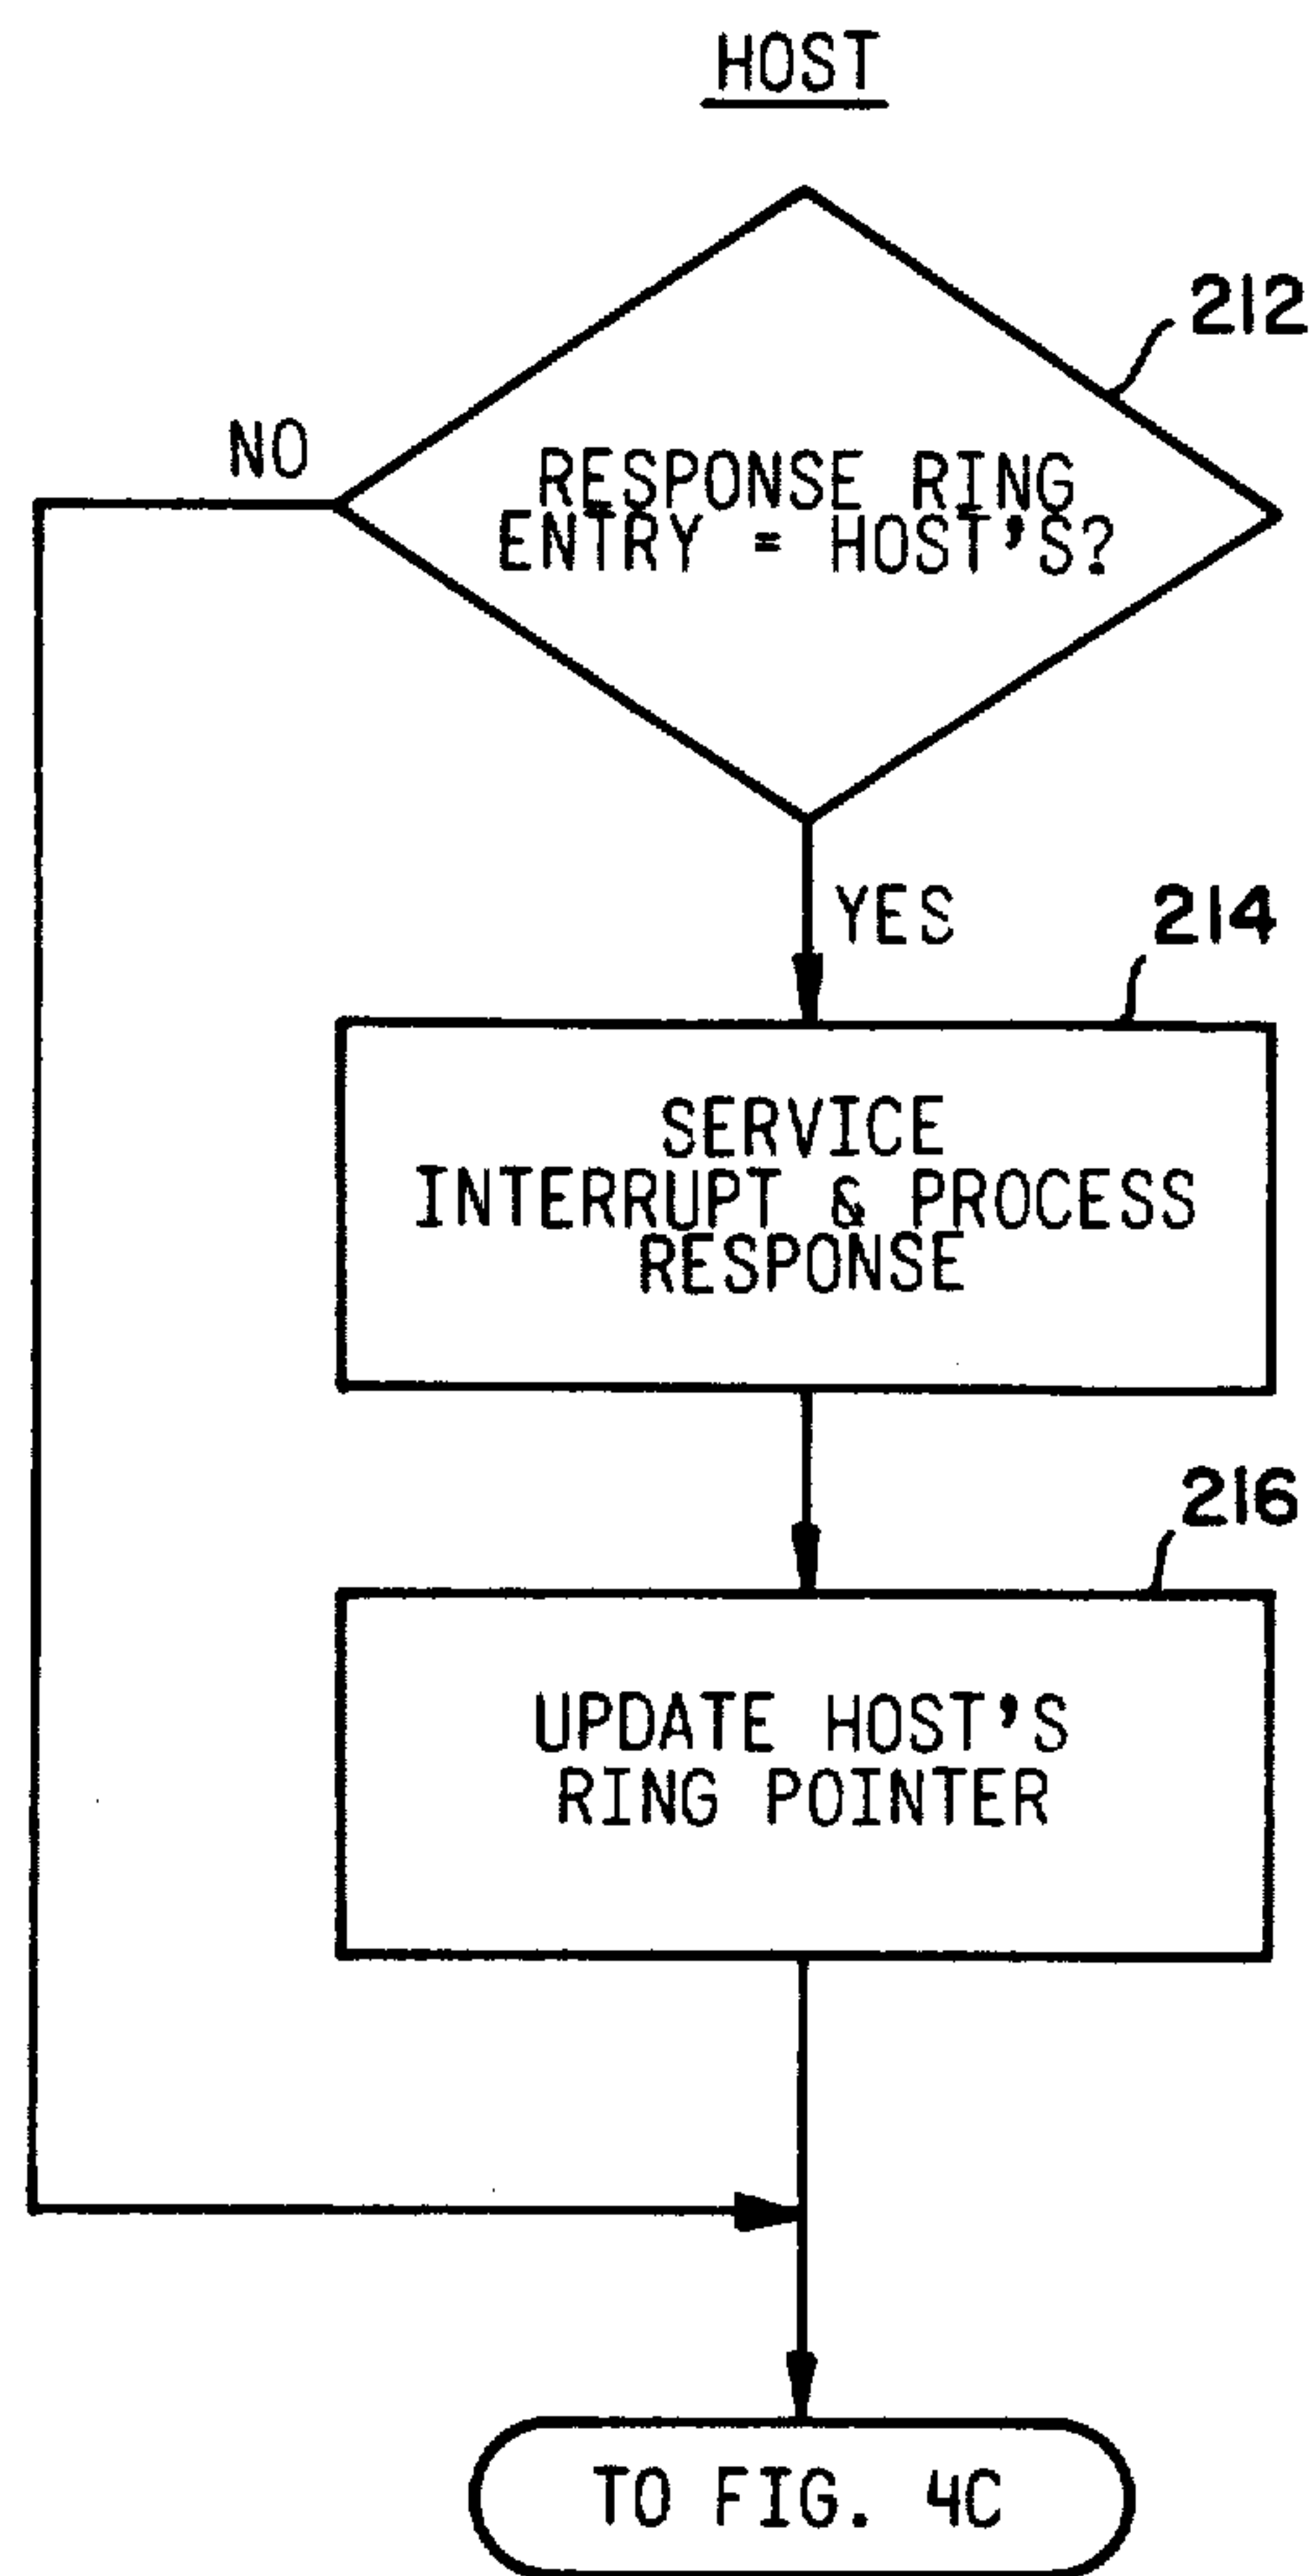 HOST
212
NO
RESPONSE RING
ENTRY = HOST'S?
YES
214
SERVICE
INTERRUPT & PROCESS
RESPONSE
216
UPDATE HOST'S
RING POINTER
TO FIG. 4C